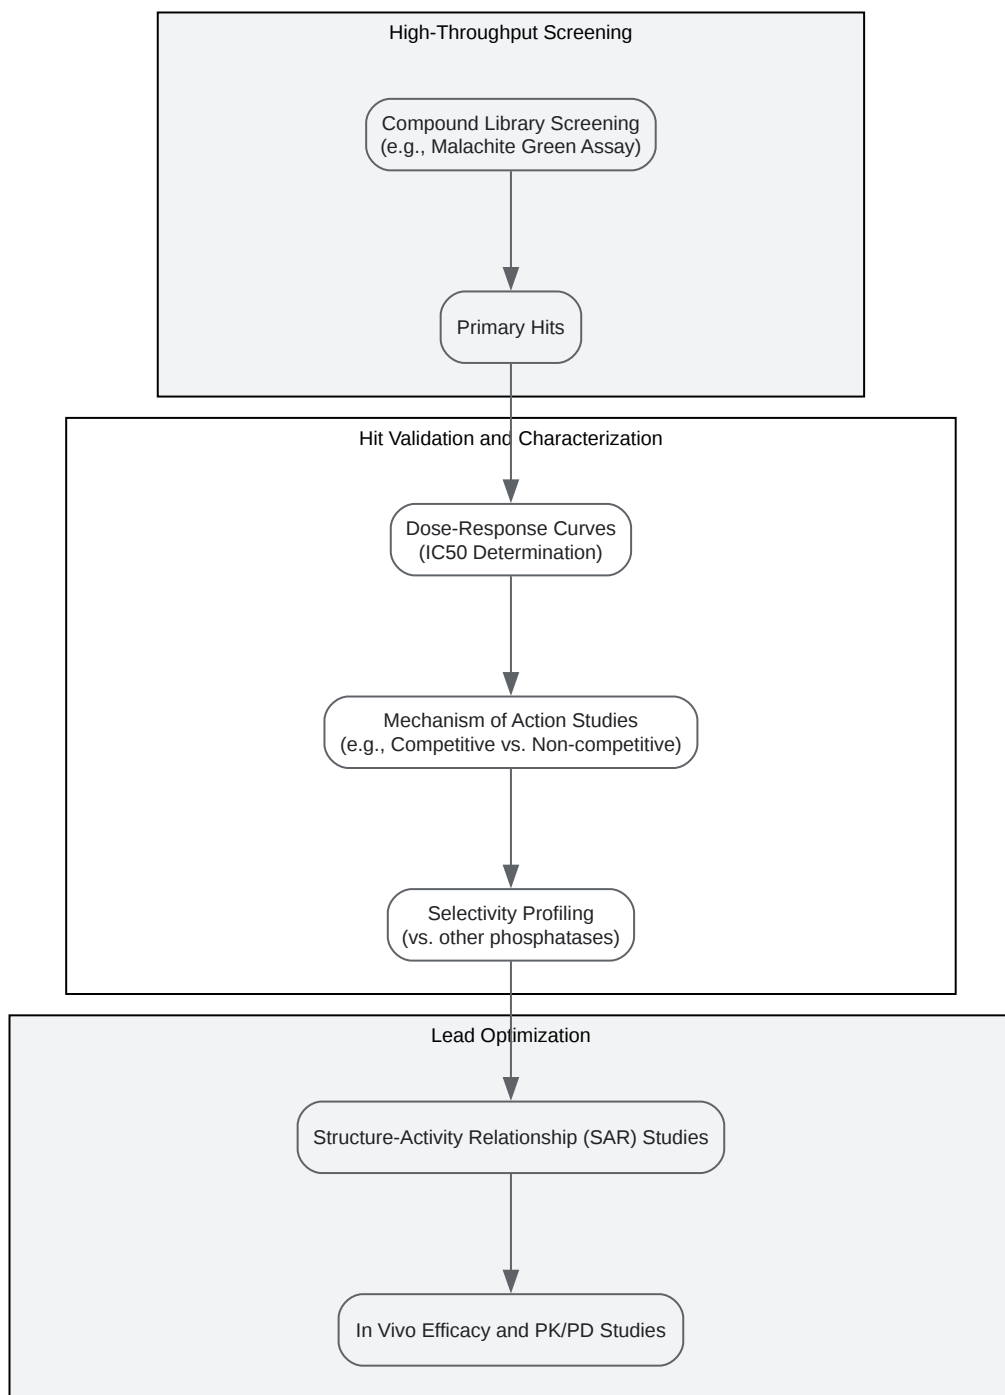 High-Throughput Screening
Compound Library Screening
(e.g., Malachite Green Assay)
Primary Hits
Hit Validation and Characterization
Dose-Response Curves
(IC50 Determination)
Mechanism of Action Studies
(e.g., Competitive vs. Non-competitive)
Selectivity Profiling
(vs. other phosphatases)
Lead Optimization
Structure-Activity Relationship (SAR) Studies
In Vivo Efficacy and PK/PD Studies